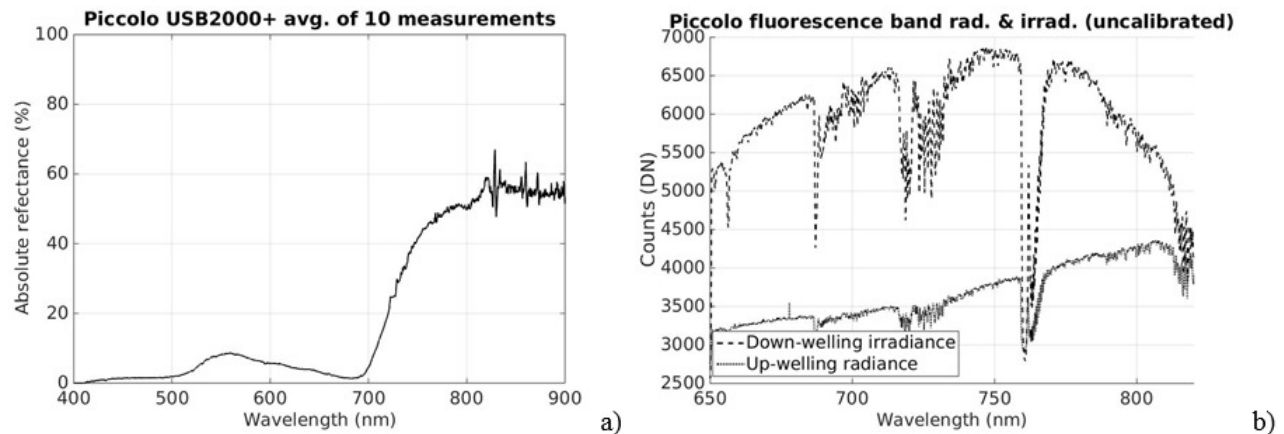 Piccolo USB2000+ avg. of 10 measurements
100
80
60
40
20
0
Absolute refectance (%)
400 500 600 700 800 900
Wavelength (nm)
a)
Piccolo fluorescence band rad. & irrad. (uncalibrated)
7000
6500
6000
5500
5000
4500
4000
3500
3000
2500
Counts (DN)
Down-welling irradiance
Up-welling radiance
650 700 750 800
Wavelength (nm)
b)